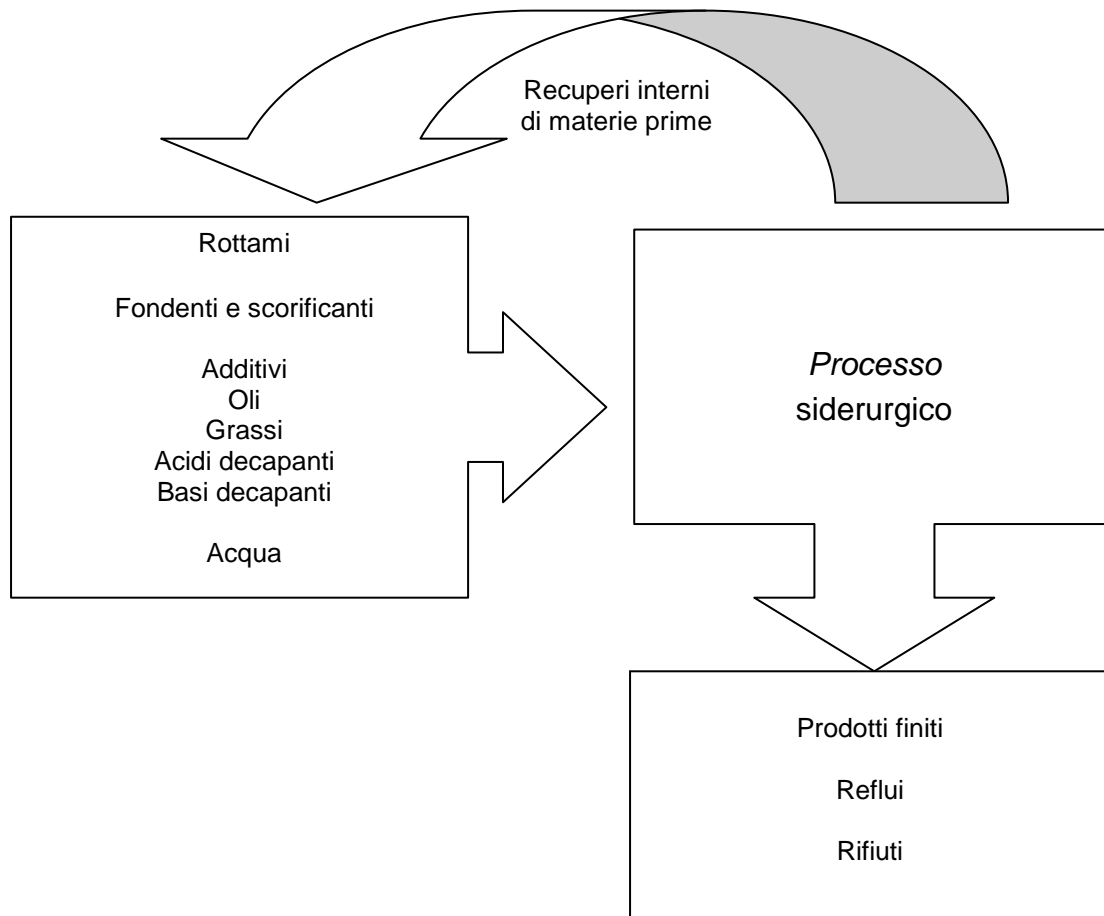 Recuperi interni
di materie prime
Rottami
Fondenti e scorificanti
Additivi
Oli
Grassi
Acidi decapanti
Basi decapanti
Acqua
Processo
siderurgico
Prodotti finiti
Reflui
Rifiuti